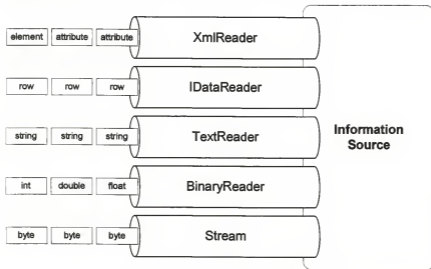 element attribute attribute XmlReader
row row row IDataReader
string string string TextReader
Information
Source
int double float BinaryReader
byte byte byte Stream